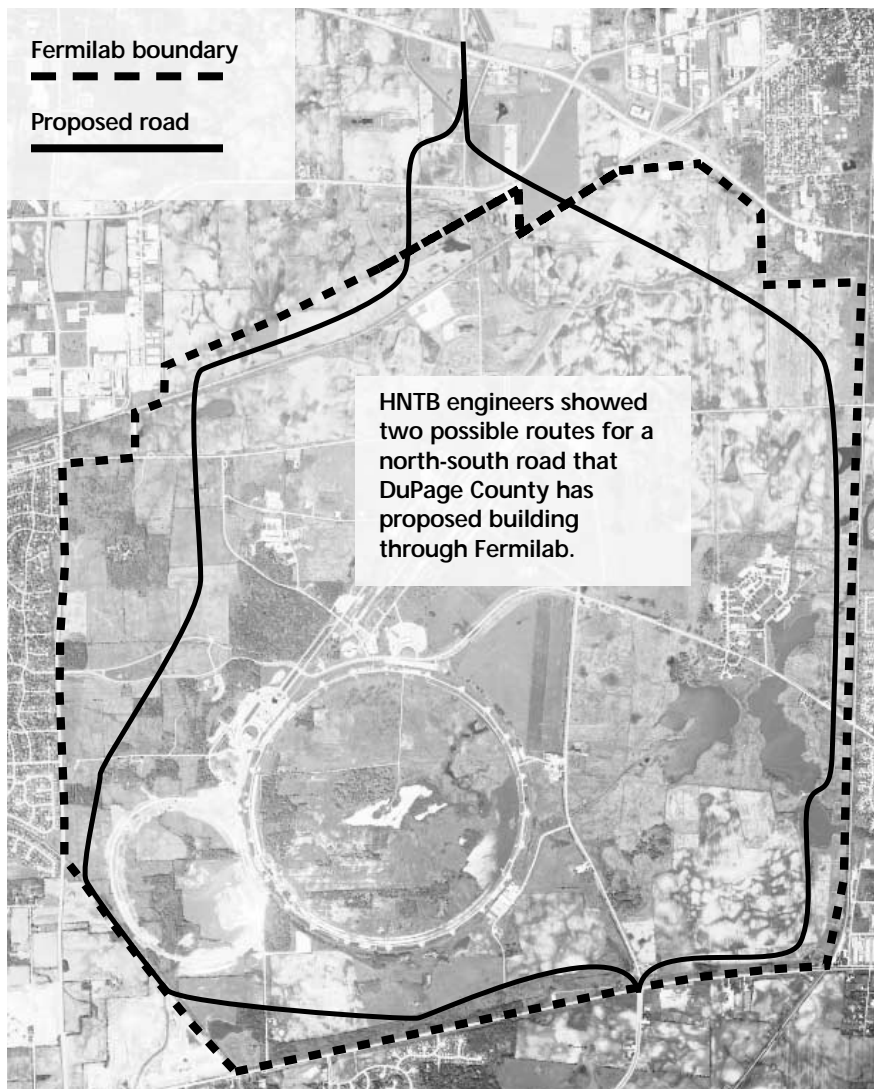 Fermilab boundary
Proposed road
HNTB engineers showed
two possible routes for a
north-south road that
DuPage County has
proposed building
through Fermilab.